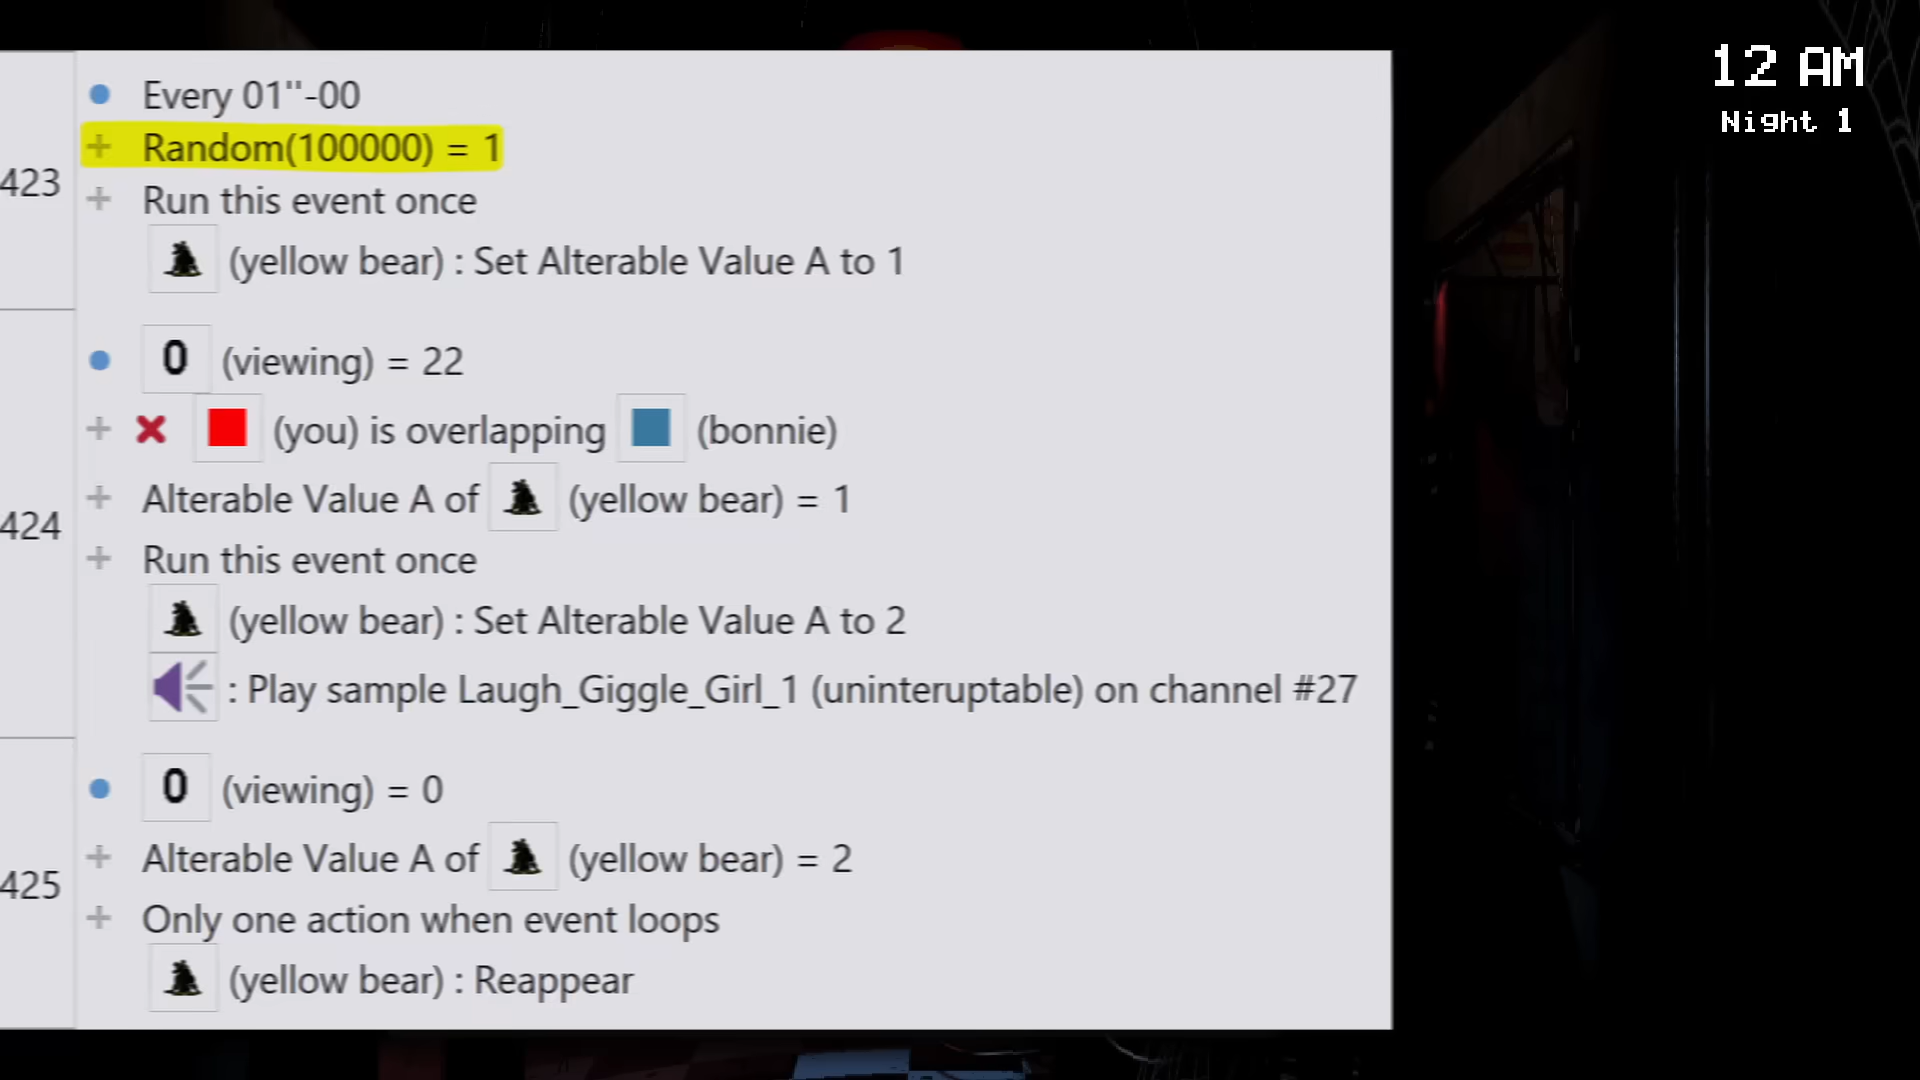 12 AM
Night 1
423
Every 01"-00
+ Random(100000) = 1
+ Run this event once
(yellow bear) : Set Alterable Value A to 1
424
0 (viewing) = 22
+ (you) is overlapping (bonnie)
+ Alterable Value A of (yellow bear) = 1
+ Run this event once
(yellow bear) : Set Alterable Value A to 2
: Play sample Laugh_Giggle_Girl_1 (uninteruptable) on channel #27
425
0 (viewing) = 0
+ Alterable Value A of (yellow bear) = 2
+ Only one action when event loops
(yellow bear) : Reappear